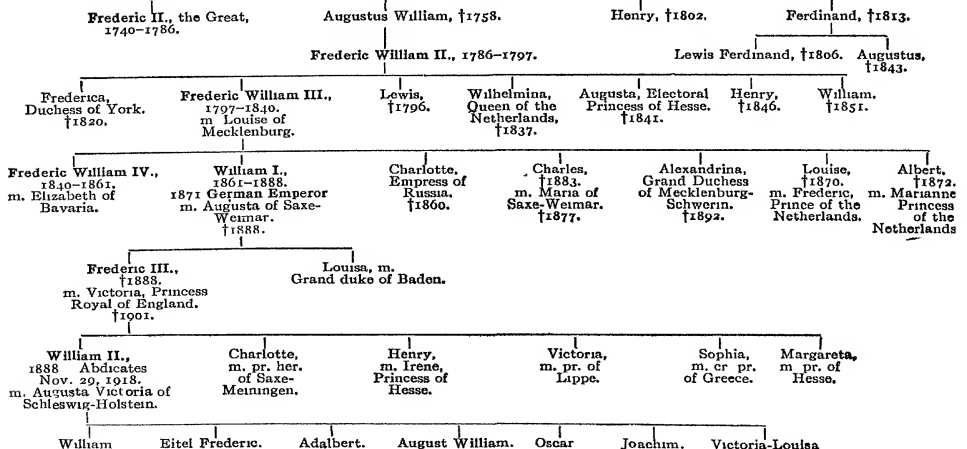 Frederic II., the Great,
1740-1786.
Augustus William, †1758.
Henry, †1802.
Ferdinand, †1813.
Frederic William II., 1786-1797.
Lewis Ferdinand, †1806.
Augustus,
†1843.
Frederica,
Duchess of York.
†1820.
Frederic William III.,
1797-1840.
m Louise of
Mecklenburg.
Lewis,
†1796.
Wilhelmina,
Queen of the
Netherlands,
†1837.
Augusta, Electoral
Princess of Hesse.
†1841.
Henry,
†1846.
William.
†1851.
Frederic William IV.,
1840-1861.
m. Elizabeth of
Bavaria.
William I.,
1861-1888.
1871 German Emperor
m. Augusta of Saxe-
Weimar.
†1888.
Charlotte,
Empress of
Russia,
†1860.
Charles,
†1883.
m. Maria of
Saxe-Weimar.
†1877.
Alexandrina,
Grand Duchess
of Mecklenburg-
Schwerin.
†1892.
Louise,
†1870.
m. Frederic,
Prince of the
Netherlands.
Albert.
†1872.
m. Marianne
Princess
of the
Netherlands
Frederic III.,
†1888.
m. Victoria, Princess
Royal of England.
†1901.
Louisa, m.
Grand duke of Baden.
William II.,
1888 Abdicates
Nov. 29, 1918.
m. Augusta Victoria of
Schleswig-Holstein.
Charlotte,
m. pr. her.
of Saxe-
Meiningen.
Henry,
m. Irene,
Princess of
Hesse.
Victoria,
m. pr. of
Lippe.
Sophia,
m. cr pr.
of Greece.
Margareta,
m pr. of
Hesse.
William
Eitel Frederic.
Adalbert.
August William.
Oscar
Joachim.
Victoria-Louisa